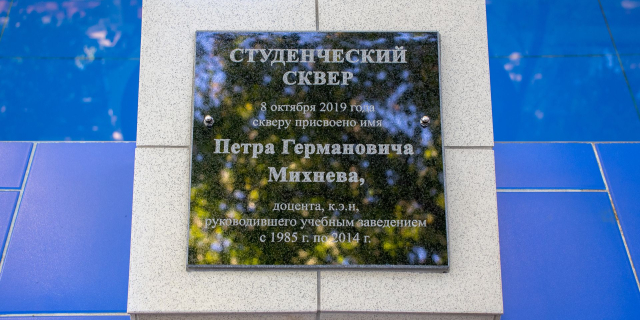 СТУДЕНЧЕСКИЙ
СКВЕР
8 октября 2019 года
скверу присвоено имя
Петра Германовича
Михнева,
доцента, к.э.н,
руководившего учебным заведением
с 1985 г. по 2014 г.